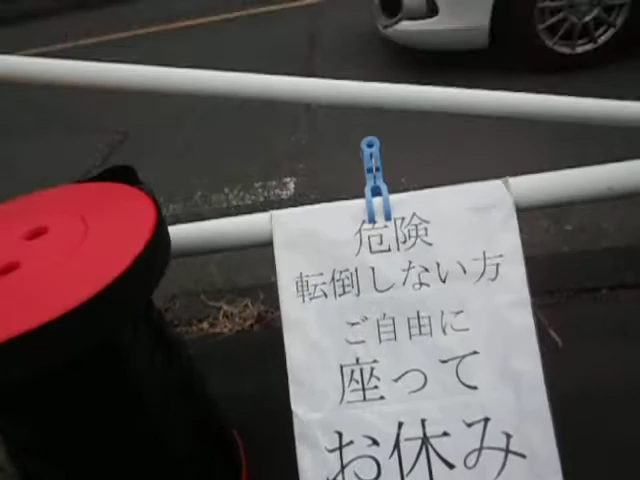 危険
転倒しない方
ご自由に
座って
お休み